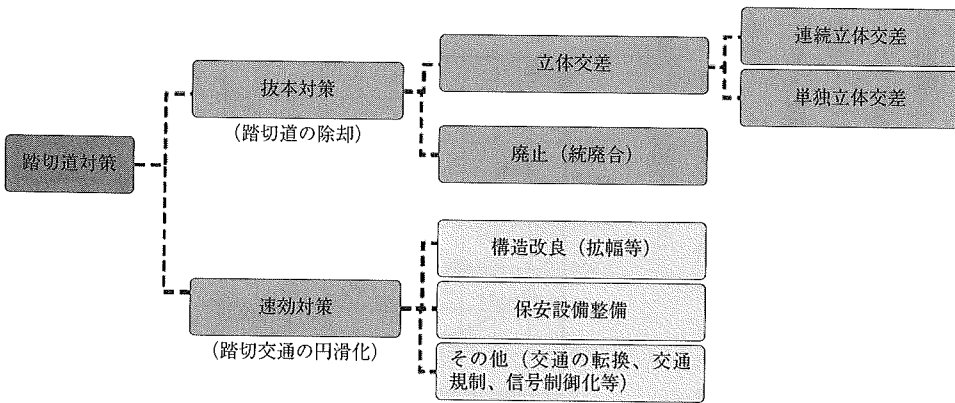 踏切道対策
抜本対策
(踏切道の除却)
立体交差
連続立体交差
単独立体交差
廃止(統廃合)
速効対策
(踏切交通の円滑化)
構造改良(拡幅等)
保安設備整備
その他(交通の転換、交通
規制、信号制御化等)